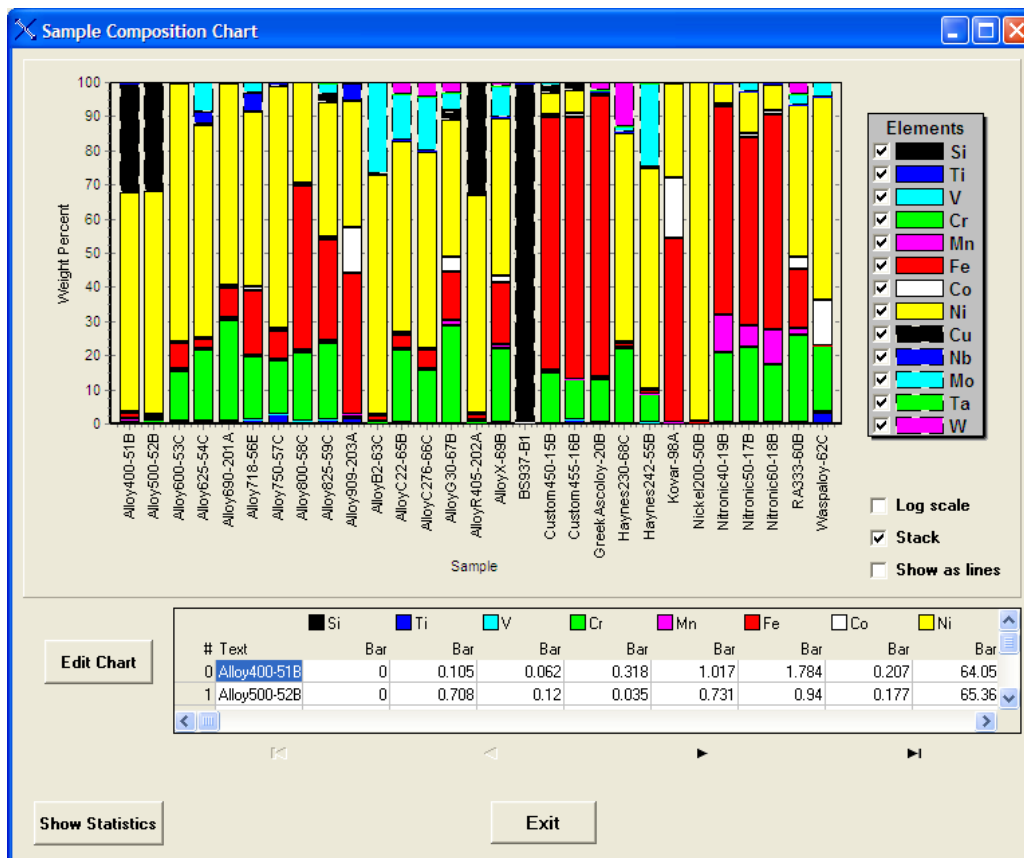 Sample Composition Chart
100
90
80
70
60
50
40
30
20
10
0
Weight Percent
Alloy400-51B
Alloy500-52B
Alloy600-53C
Alloy625-54C
Alloy690-201A
Alloy718-56E
Alloy750-57C
Alloy800-58C
Alloy825-59C
Alloy909-203A
AlloyB2-63C
AlloyC22-65B
AlloyC276-66C
AlloyG30-67B
AlloyR405-202A
AlloyX-69B
BS937-B1
Custom450-15B
Custom455-16B
GreekAscoloy-20B
Haynes230-68C
Haynes242-55B
Kovar-98A
Nickel200-50B
Nitronic40-19B
Nitronic50-17B
Nitronic60-18B
RA333-60B
Waspaloy-62C
Sample
Elements
Si
Ti
V
Cr
Mn
Fe
Co
Ni
Cu
Nb
Mo
Ta
W
Log scale
Stack
Show as lines
Edit Chart
Si Ti V Cr Mn Fe Co Ni
# Text Bar Bar Bar Bar Bar Bar Bar Bar
0 Alloy400-51B 0 0.105 0.062 0.318 1.017 1.784 0.207 64.05
1 Alloy500-52B 0 0.708 0.12 0.035 0.731 0.94 0.177 65.36
Show Statistics
Exit